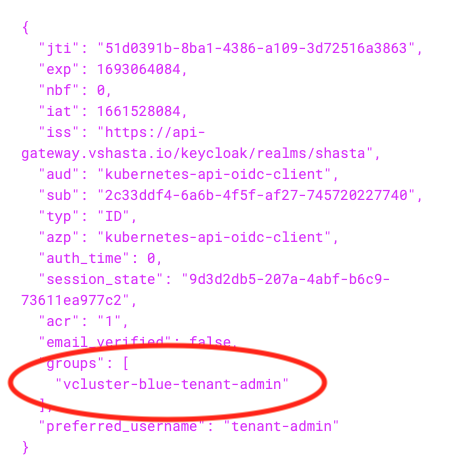 {
"jti": "51d0391b-8ba1-4386-a109-3d72516a3863",
"exp": 1693064084,
"nbf": 0,
"iat": 1661528084,
"iss": "https://api-
gateway.vshasta.io/keycloak/realms/shasta",
"aud": "kubernetes-api-oidc-client",
"sub": "2c33ddf4-6a6b-4f5f-af27-745720227740",
"typ": "ID",
"azp": "kubernetes-api-oidc-client",
"auth_time": 0,
"session_state": "9d3d2db5-207a-4abf-b6c9-
73611ea977c2",
"acr": "1",
"email_verified": false,
"groups": [
"vcluster-blue-tenant-admin"
],
"preferred_username": "tenant-admin"
}